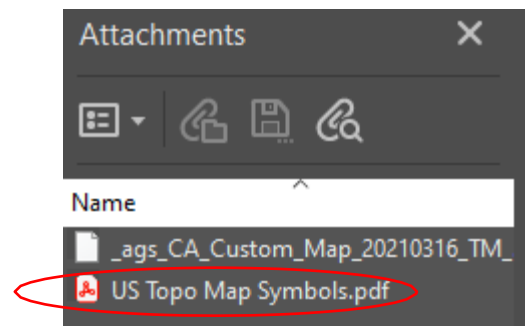 Attachments
Name
_ags_CA_Custom_Map_20210316_TM_
US Topo Map Symbols.pdf